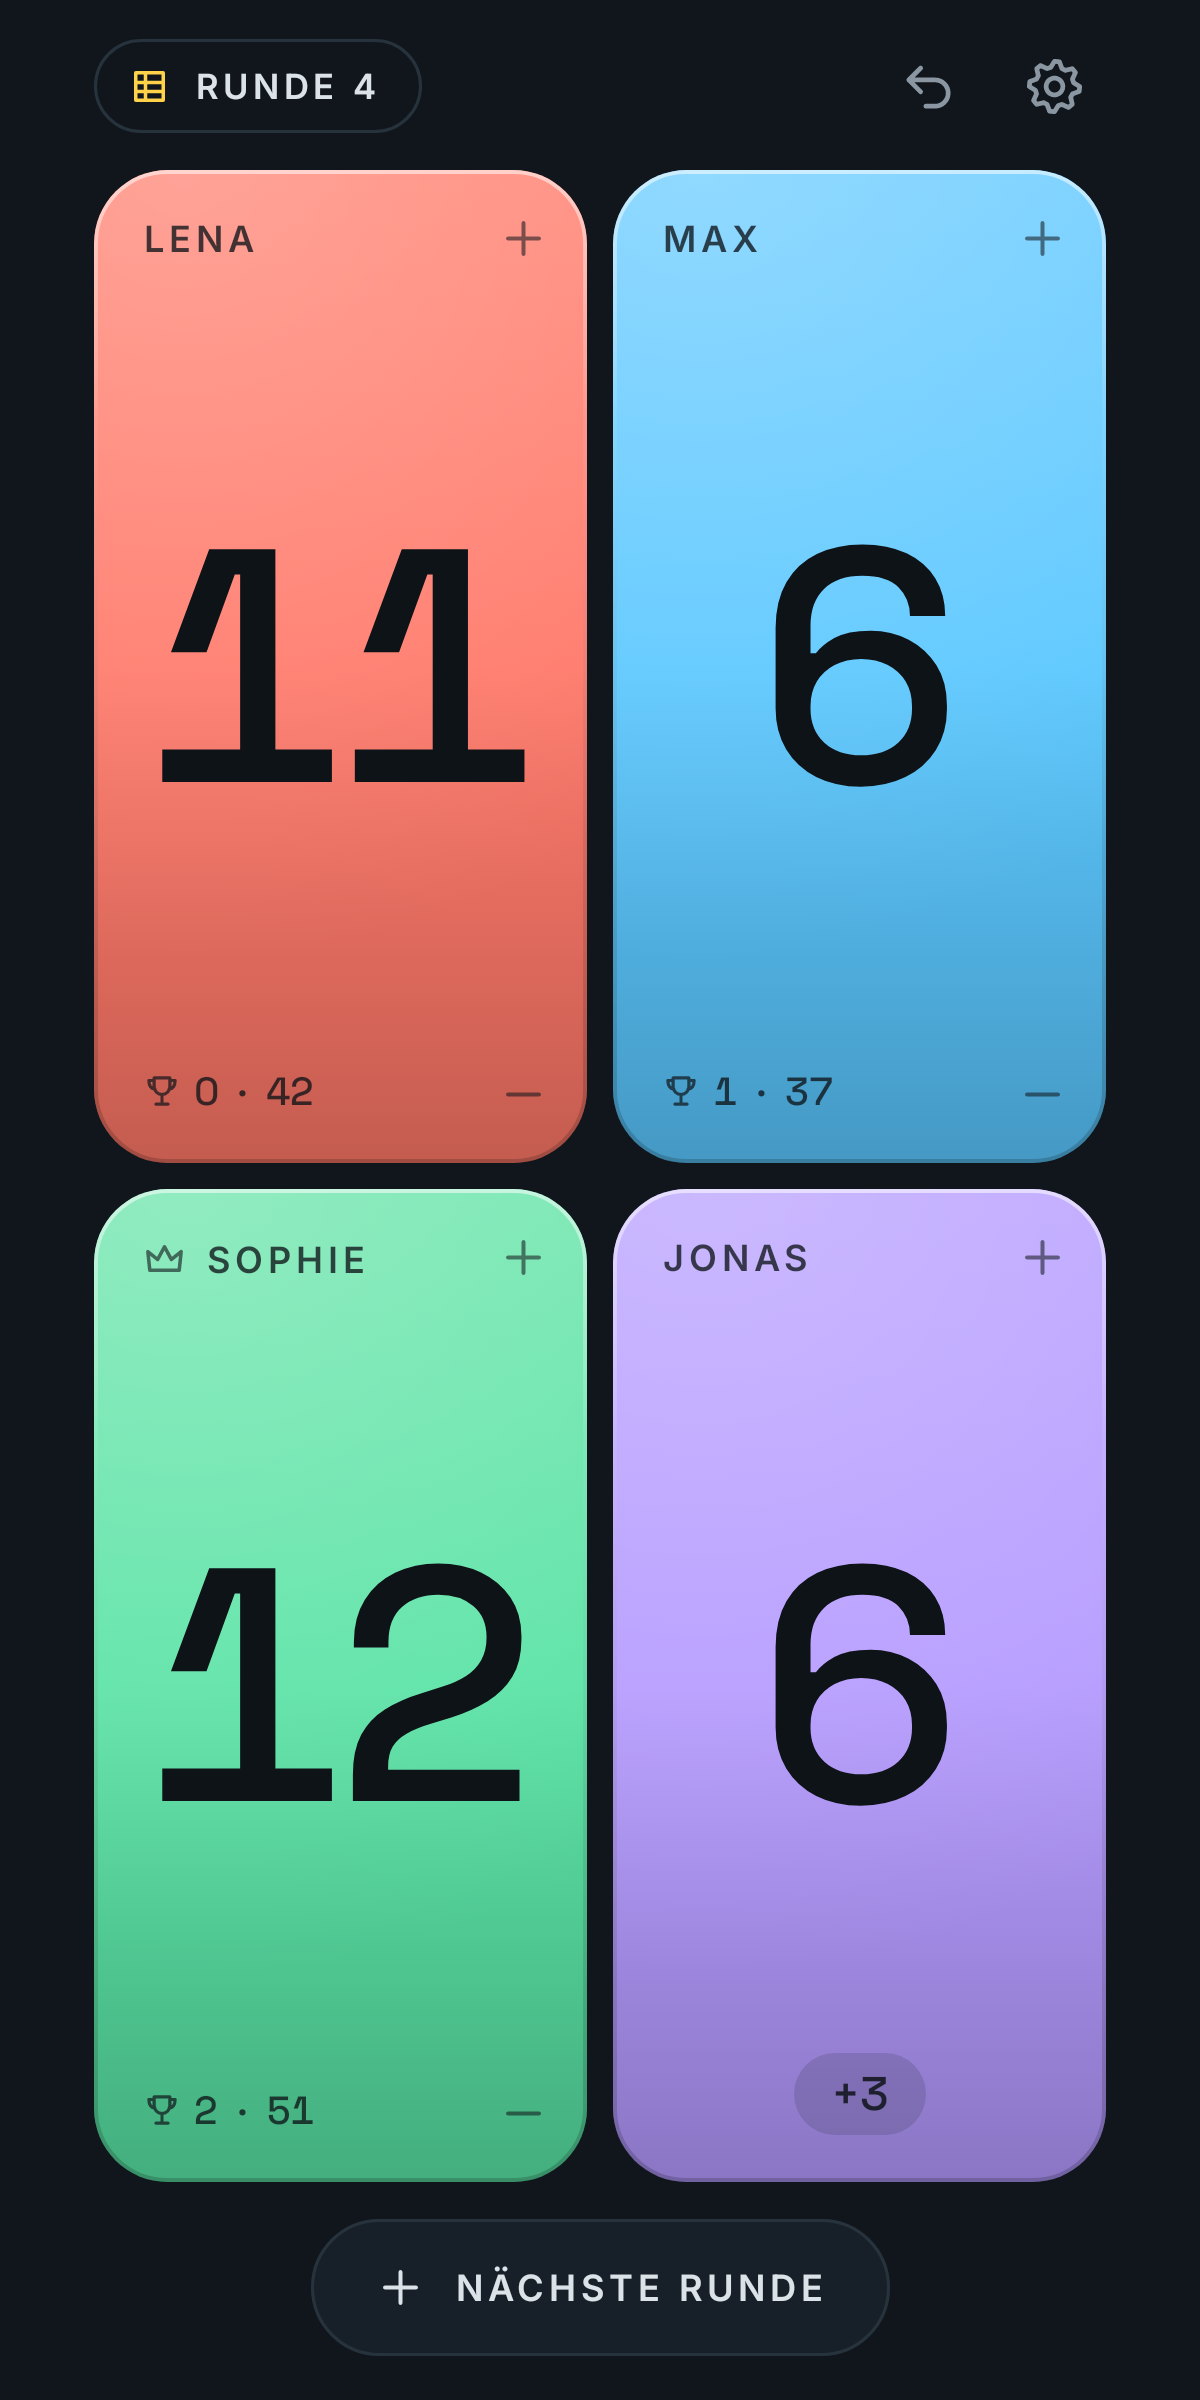 RUNDE 4
LENA
11
0 · 42
MAX
6
1 · 37
SOPHIE
12
2 · 51
JONAS
6
+3
NÄCHSTE RUNDE